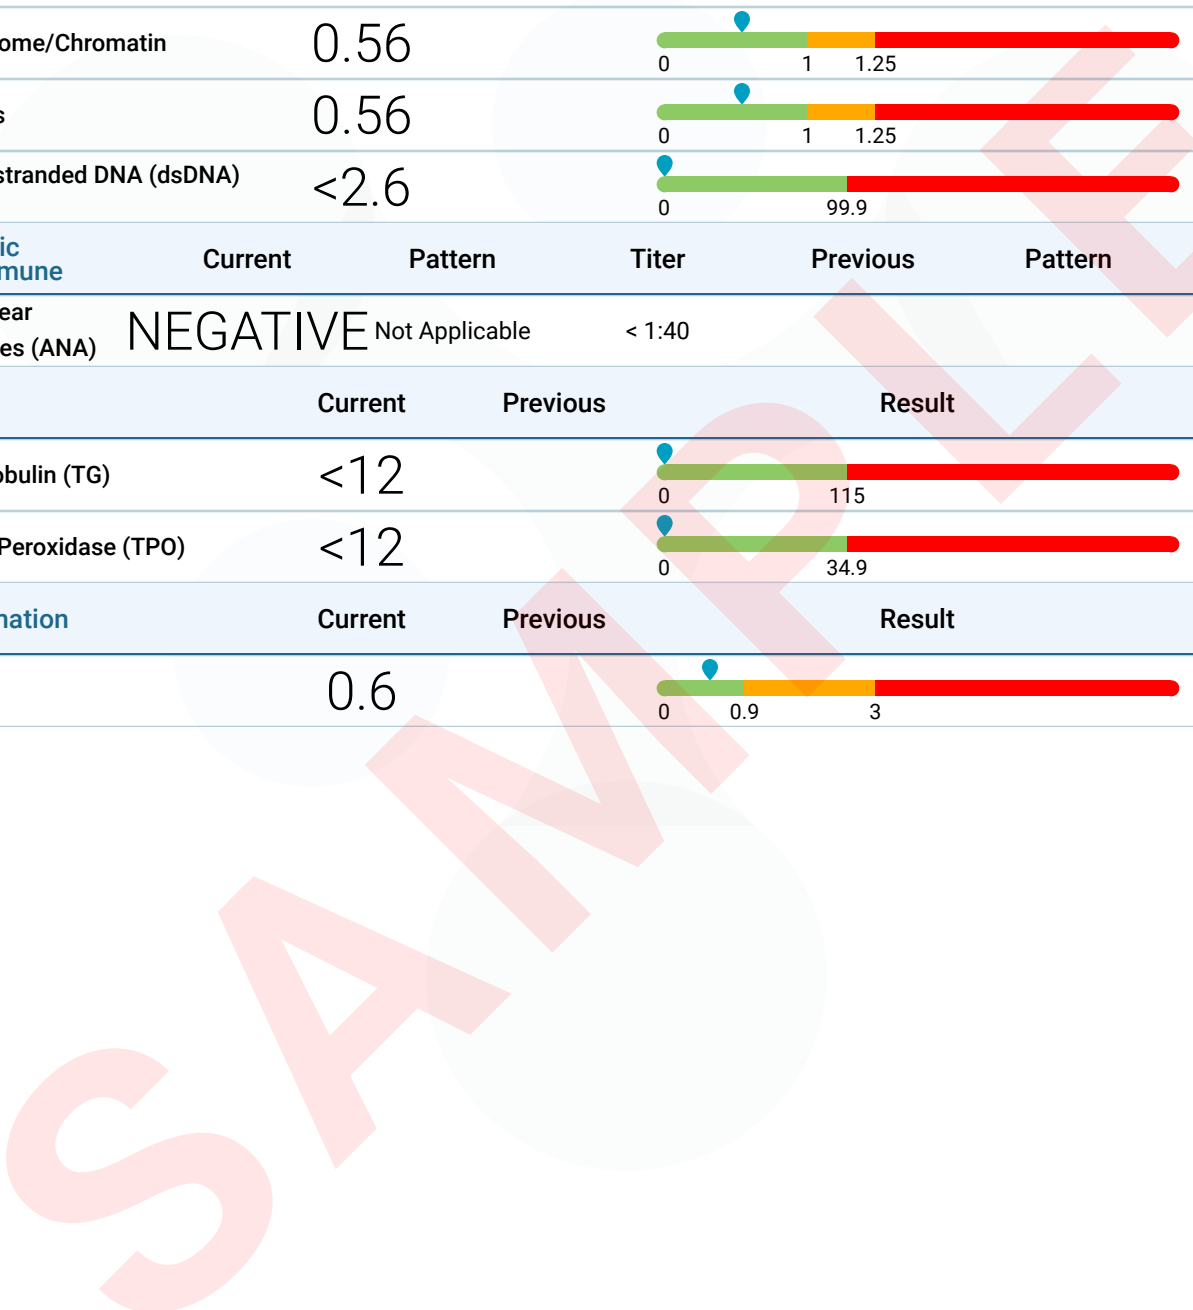 ome/Chromatin 0.56
0 1 1.25
s 0.56
0 1 1.25
stranded DNA (dsDNA) <2.6
0 99.9
ic
mune Current Pattern Titer Previous Pattern
ear
es (ANA) NEGATIVE Not Applicable < 1:40
Current Previous Result
obulin (TG) <12
0 115
Peroxidase (TPO) <12
0 34.9
nation Current Previous Result
0.6
0 0.9 3
SAMPLE